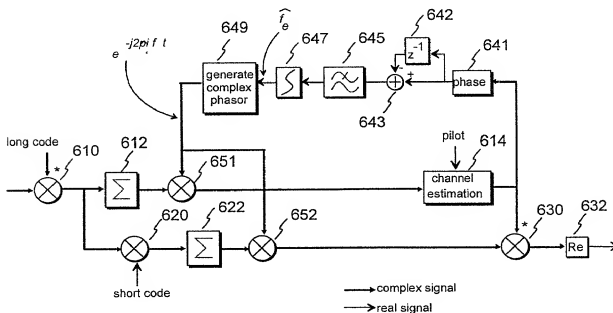 e -j2pi f t
649
f̂e
647
645
642
z⁻¹
641
generate
complex
phasor
-
+
phase
643
long code
*
610
612
Σ
651
pilot
614
channel
estimation
620
622
Σ
652
short code
*
630
632
Re
complex signal
real signal